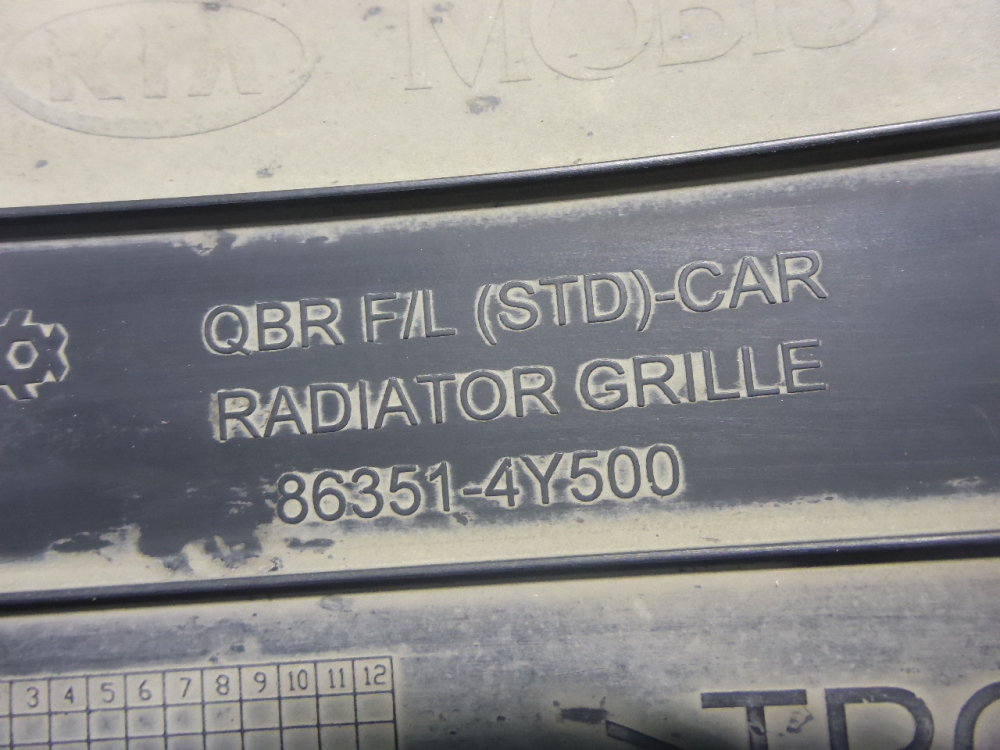 KIA MOBIS
QBR F/L (STD)-CAR
RADIATOR GRILLE
86351-4Y500
3 4 5 6 7 8 9 10 11 12